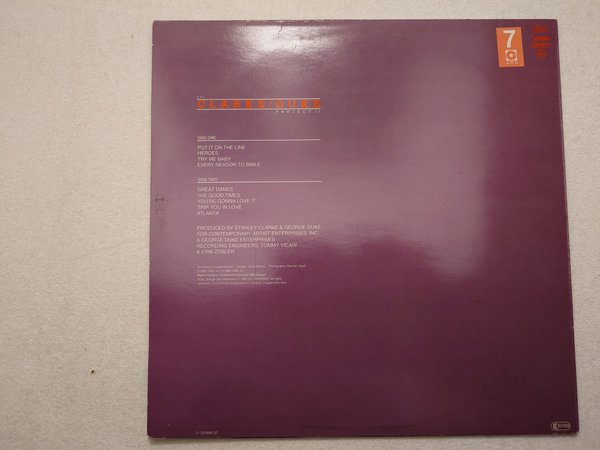 7
THE
CLARKE/DUKE
PROJECT II
SIDE ONE
PUT IT ON THE LINE
HEROES
TRY ME BABY
EVERY REASON TO SMILE
SIDE TWO
GREAT DANES
THE GOOD TIMES
YOU'RE GONNA LOVE IT
TRIP YOU IN LOVE
ATLANTA
PRODUCED BY STANLEY CLARKE & GEORGE DUKE
FOR CONTEMPORARY ARTIST ENTERPRISES, INC.
& GEORGE DUKE ENTERPRISES
RECORDING ENGINEERS: TOMMY VICARI
& ERIK ZOBLER